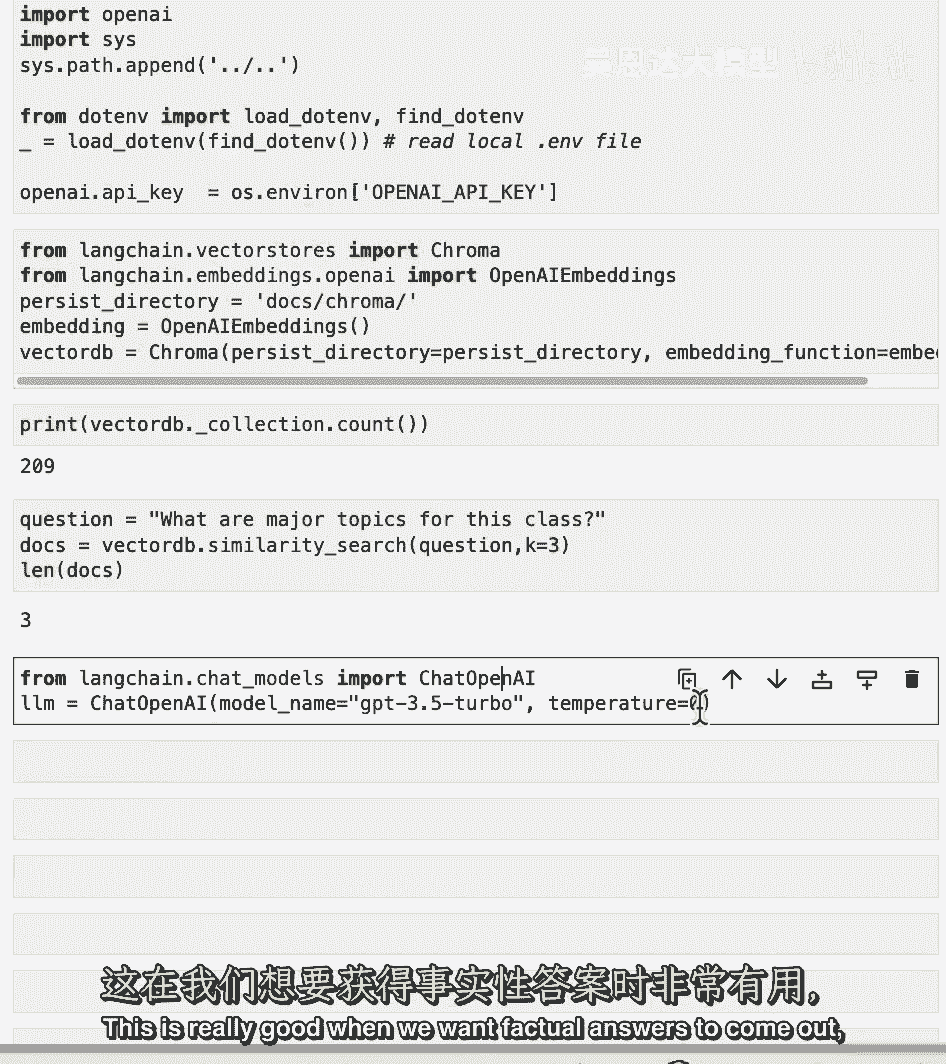 import openai
import sys
sys.path.append('../..')
from dotenv import load_dotenv, find_dotenv
_ = load_dotenv(find_dotenv()) # read local .env file
openai.api_key  = os.environ['OPENAI_API_KEY']
from langchain.vectorstores import Chroma
from langchain.embeddings.openai import OpenAIEmbeddings
persist_directory = 'docs/chroma/'
embedding = OpenAIEmbeddings()
vectordb = Chroma(persist_directory=persist_directory, embedding_function=embe
print(vectordb._collection.count())
209
question = "What are major topics for this class?"
docs = vectordb.similarity_search(question,k=3)
len(docs)
3
from langchain.chat_models import ChatOpenAI
llm = ChatOpenAI(model_name="gpt-3.5-turbo", temperature=0)
这在我们想要获得事实性答案时非常有用,
This is really good when we want factual answers to come out,